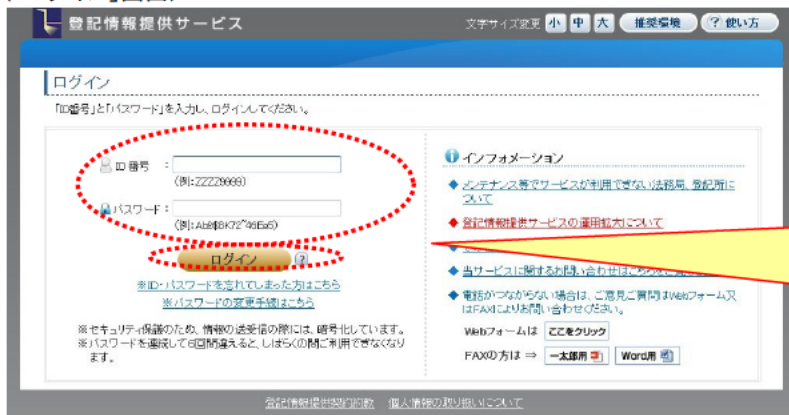 登記情報提供サービス
文字サイズ変更 小 中 大 推奨環境 ? 使い方
ログイン
「ID番号」と「パスワード」を入力し、ログインしてください。
ID番号 :
(例:ZZZZ9999)
パスワード :
ログイン ?
※ID・パスワードを忘れてしまった方はこちら
※パスワードの変更手続はこちら
※セキュリティ保護のため、情報の送受信の際には、暗号化しています。
※パスワードを連続して6回間違えると、しばらくの間ご利用できなくなり
ます。
インフォメーション
メンテナンス等でサービスが利用できない法務局、登記所に
ついて
登記情報提供サービスの運用拡大について
当サービスに関するお問い合わせはこちらを
電話がつながらない場合は、ご意見ご質問はWebフォーム又
はFAXによりお問い合わせください。
Webフォームは ここをクリック
FAXの方は ⇒ 一太郎用 Word用
登記情報提供契約約款 個人情報の取り扱いについて